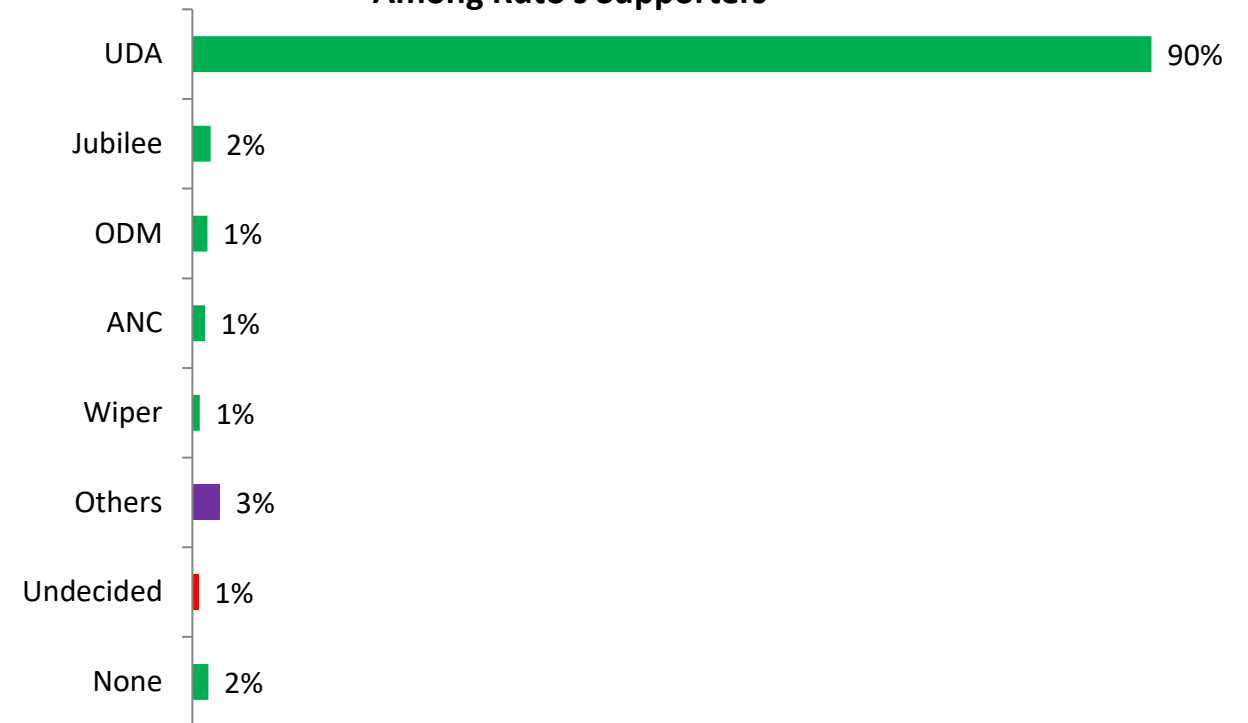 Among Ruto's Supporters
UDA 90%
Jubilee 2%
ODM 1%
ANC 1%
Wiper 1%
Others 3%
Undecided 1%
None 2%